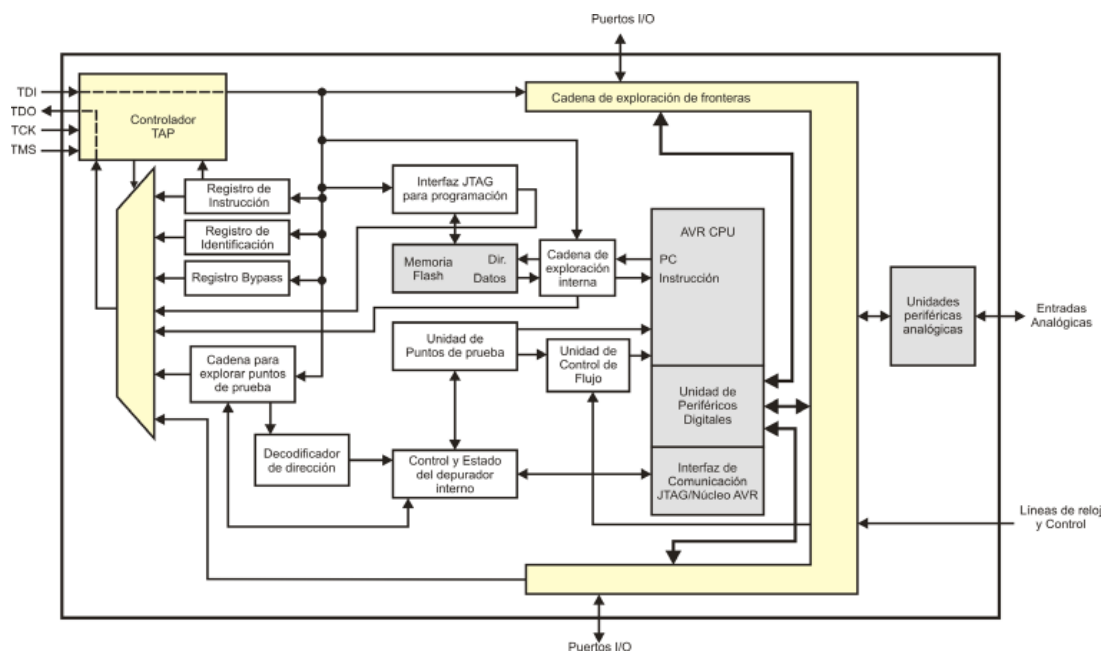 Puertos I/O
TDI
TDO
TCK
TMS
Controlador
TAP
Cadena de exploración de fronteras
Registro de
Instrucción
Interfaz JTAG
para programación
Registro de
Identificación
Registro Bypass
Memoria
Flash
Dir.
Datos
Cadena de
exploración
interna
AVR CPU
PC
Instrucción
Unidades
periféricas
analógicas
Entradas
Analógicas
Unidad de
Puntos de prueba
Unidad de
Control de
Flujo
Cadena para
explorar puntos
de prueba
Unidad de
Periféricos
Digitales
Decodificador
de dirección
Control y Estado
del depurador
interno
Interfaz de
Comunicación
JTAG/Núcleo AVR
Líneas de reloj
y Control
Puertos I/O